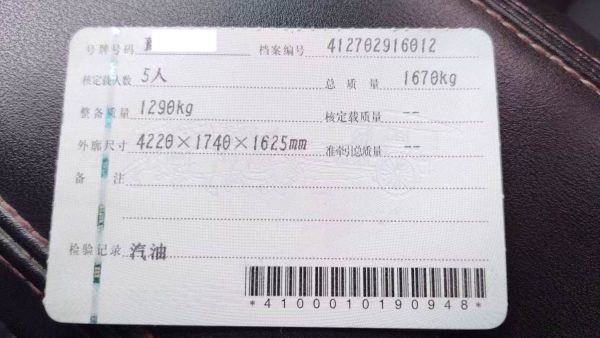 号牌号码 档案编号 412702916012
核定载人数 5人 总质量 1670kg
整备质量 1290kg 核定载质量 --
外廓尺寸 4220×1740×1625mm 准牵引总质量 --
备注
检验记录 汽油
*4100010190948*